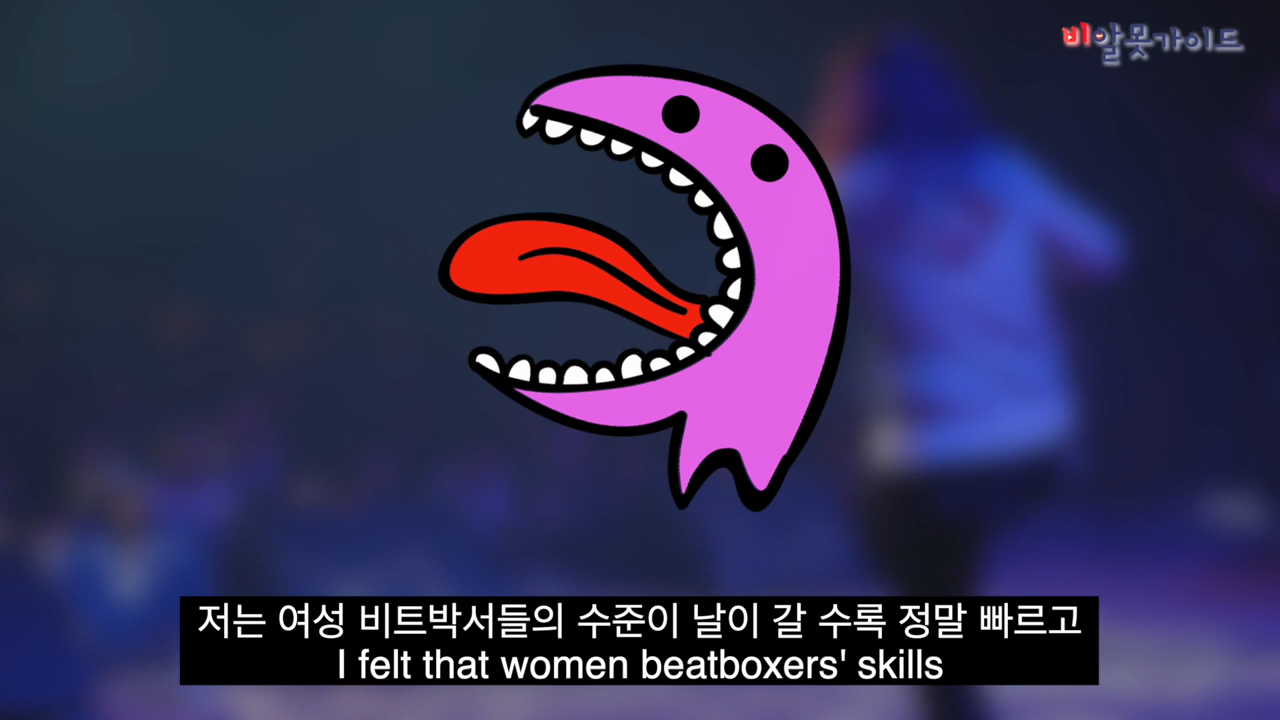 비알못가이드
저는 여성 비트박서들의 수준이 날이 갈 수록 정말 빠르고
I felt that women beatboxers' skills